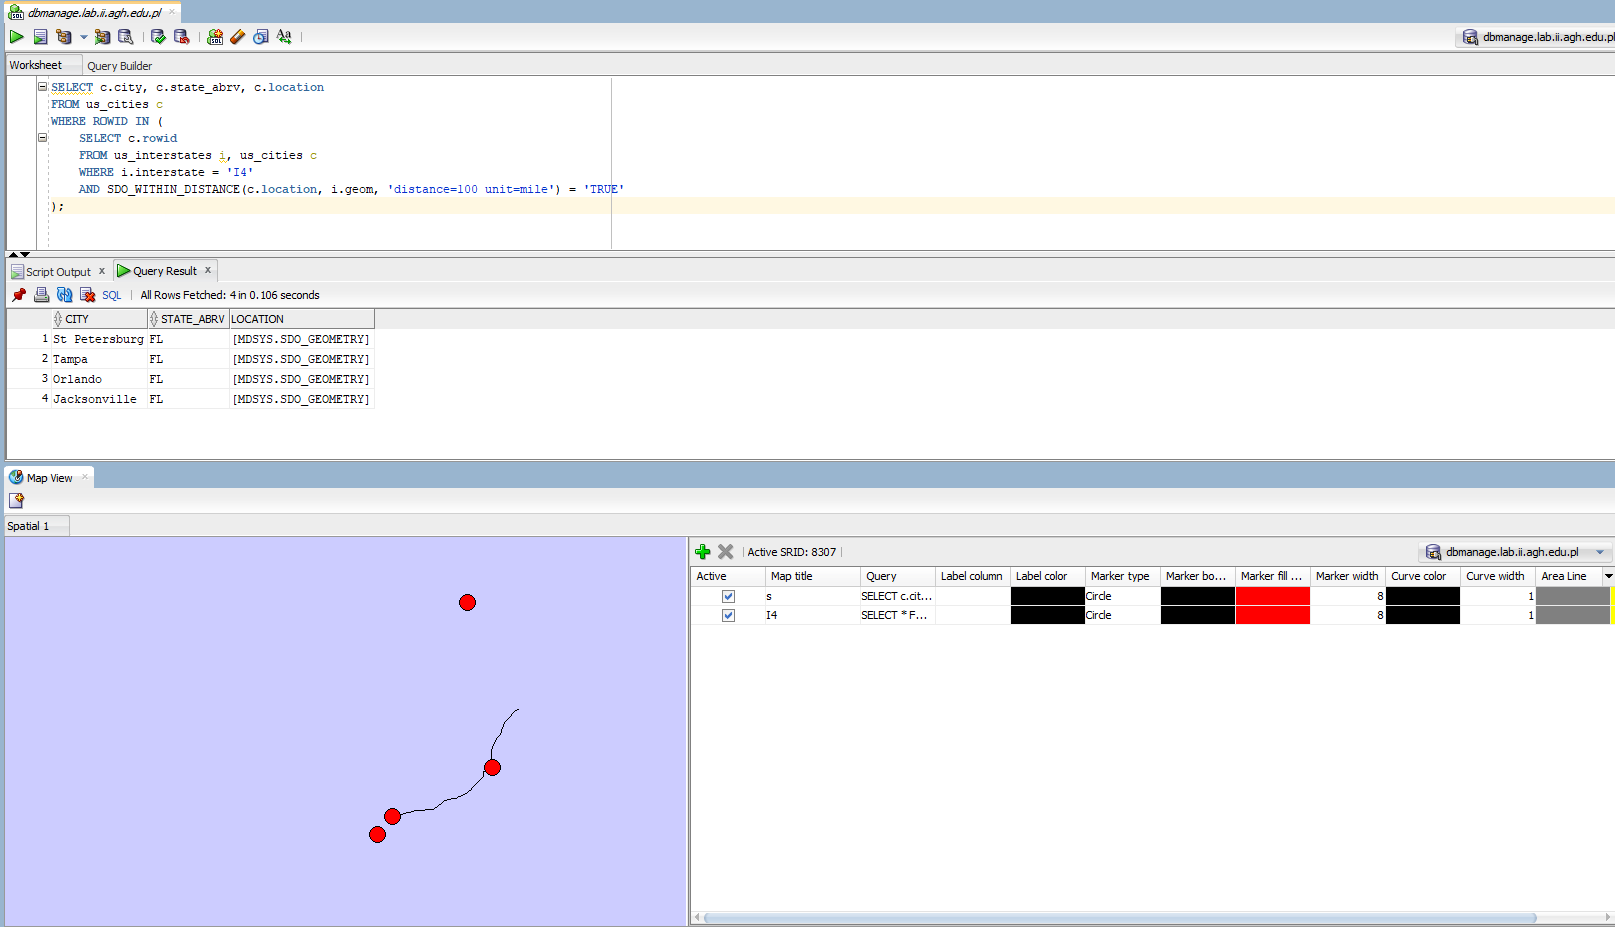 dbmanage.lab.ii.agh.edu.pl
dbmanage.lab.ii.agh.edu.pl
Worksheet Query Builder
SELECT c.city, c.state_abrv, c.location
FROM us_cities c
WHERE ROWID IN (
SELECT c.rowid
FROM us_interstates i, us_cities c
WHERE i.interstate = 'I4'
AND SDO_WITHIN_DISTANCE(c.location, i.geom, 'distance=100 unit=mile') = 'TRUE'
);
Script Output x Query Result x
SQL | All Rows Fetched: 4 in 0.106 seconds
CITY STATE_ABRV LOCATION
1 St Petersburg FL [MDSYS.SDO_GEOMETRY]
2 Tampa FL [MDSYS.SDO_GEOMETRY]
3 Orlando FL [MDSYS.SDO_GEOMETRY]
4 Jacksonville FL [MDSYS.SDO_GEOMETRY]
Map View
Spatial 1
Active SRID: 8307 dbmanage.lab.ii.agh.edu.pl
Active Map title Query Label column Label color Marker type Marker bo... Marker fill ... Marker width Curve color Curve width Area Line
s SELECT c.cit... Circle 8 1
I4 SELECT * F... Circle 8 1